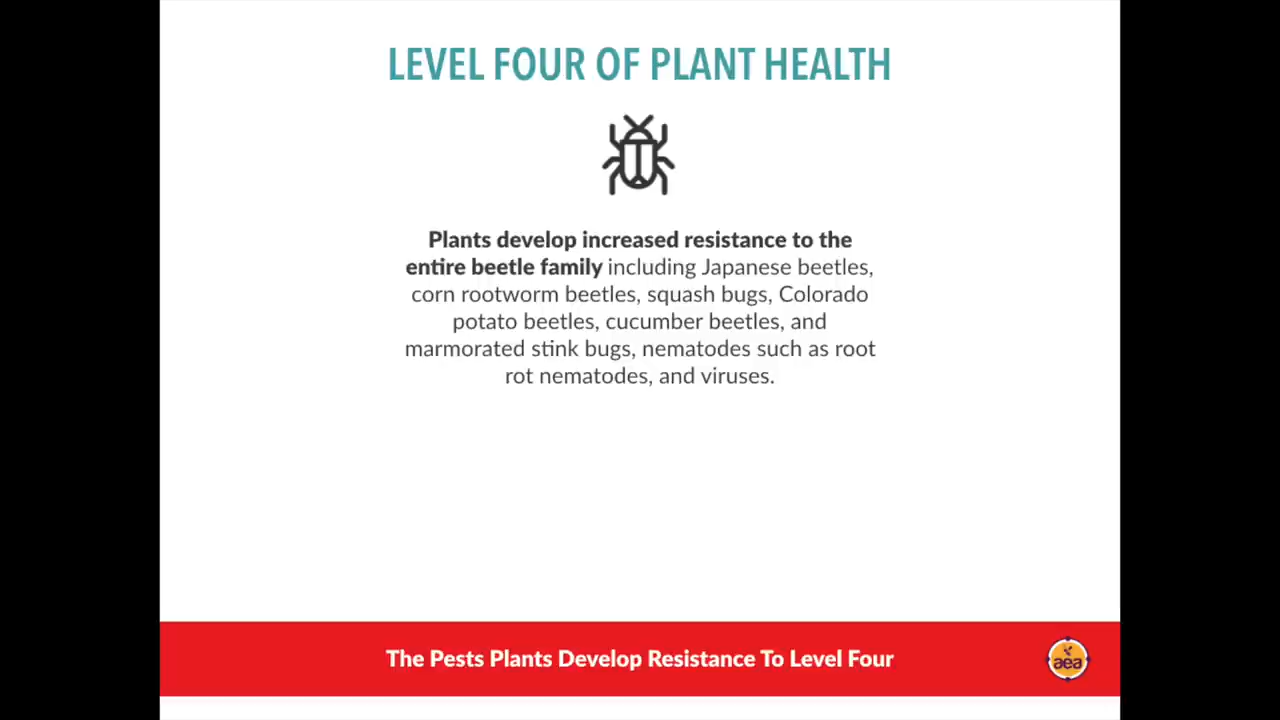 LEVEL FOUR OF PLANT HEALTH
Plants develop increased resistance to the
entire beetle family including Japanese beetles,
corn rootworm beetles, squash bugs, Colorado
potato beetles, cucumber beetles, and
marmorated stink bugs, nematodes such as root
rot nematodes, and viruses.
The Pests Plants Develop Resistance To Level Four
aea